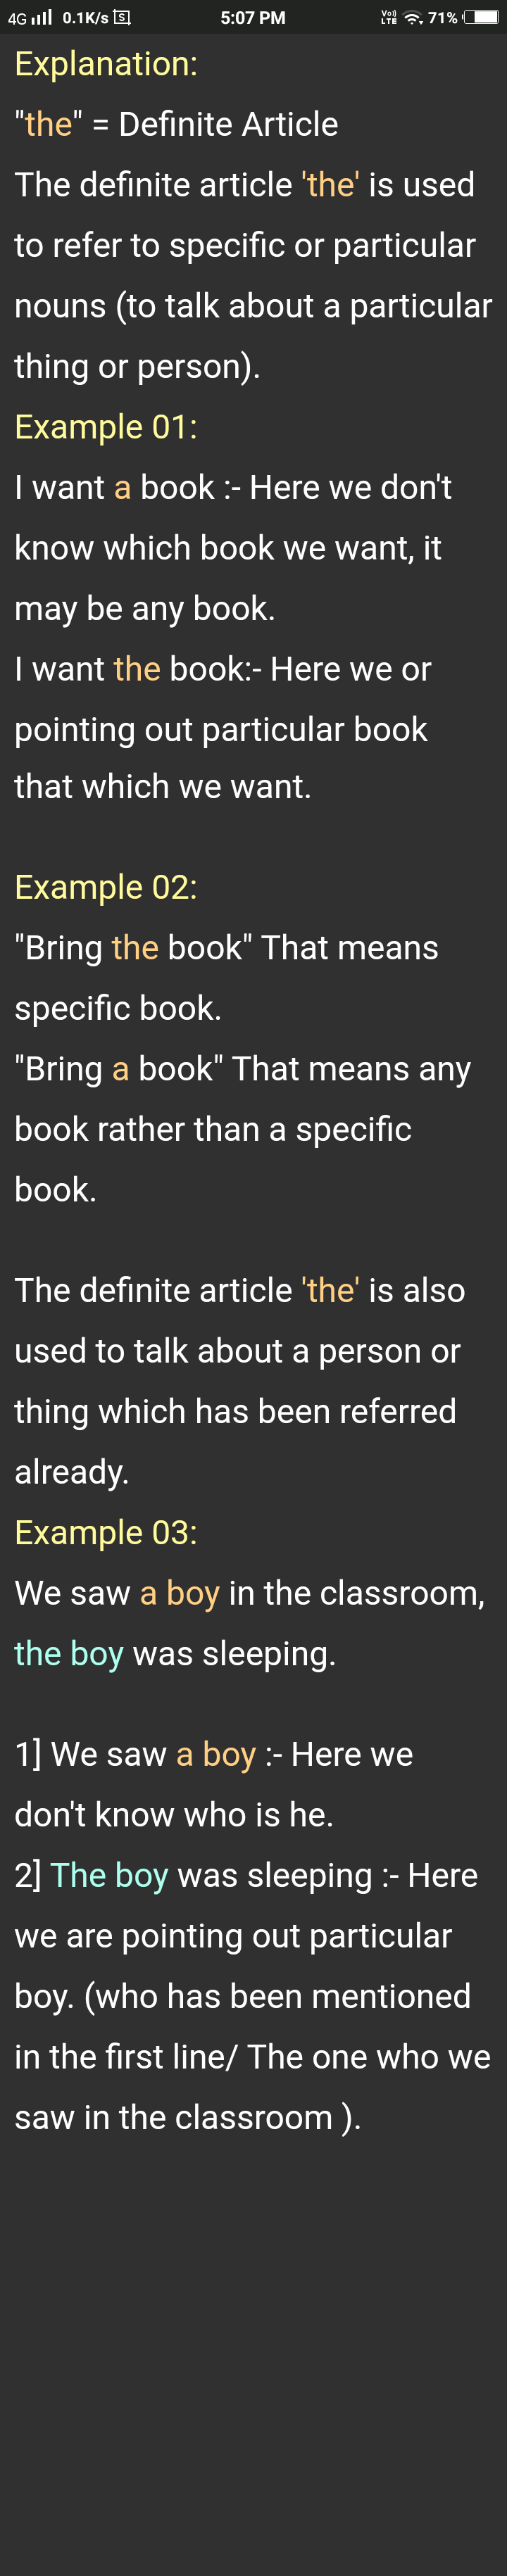 4G 0.1K/s S 5:07 PM Vo) LTE 71%
Explanation:
"the" = Definite Article
The definite article 'the' is used
to refer to specific or particular
nouns (to talk about a particular
thing or person).
Example 01:
I want a book :- Here we don't
know which book we want, it
may be any book.
I want the book:- Here we or
pointing out particular book
that which we want.
Example 02:
"Bring the book" That means
specific book.
"Bring a book" That means any
book rather than a specific
book.
The definite article 'the' is also
used to talk about a person or
thing which has been referred
already.
Example 03:
We saw a boy in the classroom,
the boy was sleeping.
1] We saw a boy :- Here we
don't know who is he.
2] The boy was sleeping :- Here
we are pointing out particular
boy. (who has been mentioned
in the first line/ The one who we
saw in the classroom ).